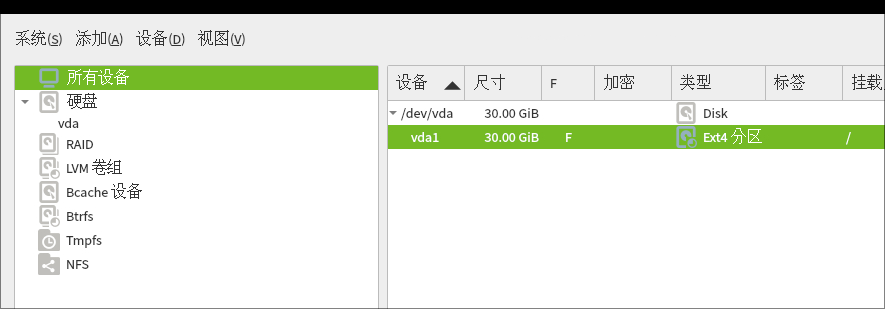 系统(S) 添加(A) 设备(D) 视图(V)
所有设备
硬盘
vda
RAID
LVM 卷组
Bcache 设备
Btrfs
Tmpfs
NFS
设备 尺寸 F 加密 类型 标签 挂载
/dev/vda 30.00 GiB Disk
vda1 30.00 GiB F Ext4 分区 /